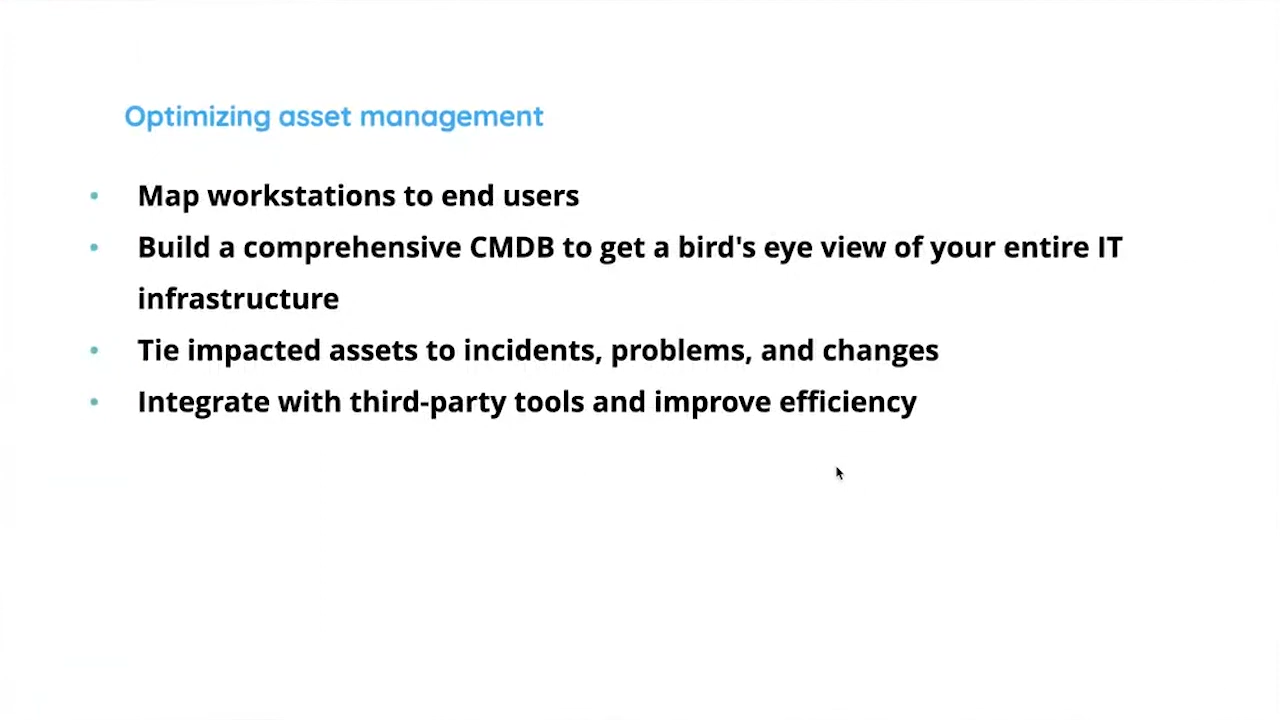 Optimizing asset management
• Map workstations to end users
• Build a comprehensive CMDB to get a bird's eye view of your entire IT
infrastructure
• Tie impacted assets to incidents, problems, and changes
• Integrate with third-party tools and improve efficiency